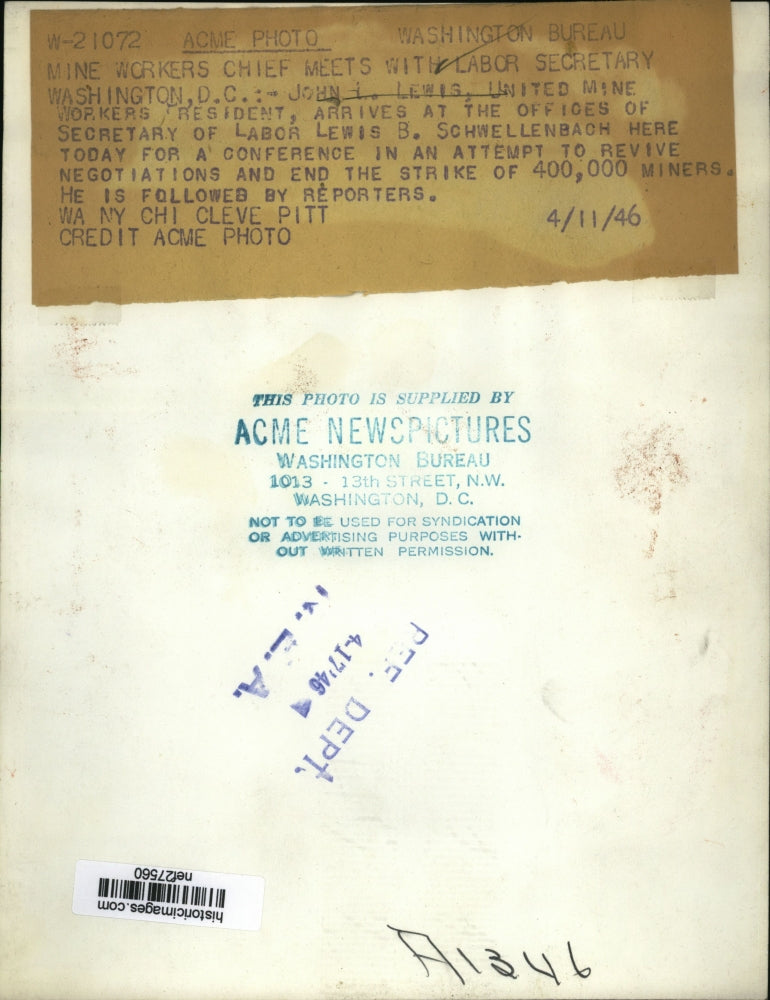 W-21072 ACME PHOTO WASHINGTON BUREAU
MINE WORKERS CHIEF MEETS WITH LABOR SECRETARY
WASHINGTON, D.C.:- JOHN L. LEWIS, UNITED MINE
WORKERS PRESIDENT, ARRIVES AT THE OFFICES OF
SECRETARY OF LABOR LEWIS B. SCHWELLENBACH HERE
TODAY FOR A CONFERENCE IN AN ATTEMPT TO REVIVE
NEGOTIATIONS AND END THE STRIKE OF 400,000 MINERS.
HE IS FOLLOWED BY REPORTERS.
WA NY CHI CLEVE PITT 4/11/46
CREDIT ACME PHOTO
THIS PHOTO IS SUPPLIED BY
ACME NEWSPICTURES
WASHINGTON BUREAU
1013 - 13th STREET, N.W.
WASHINGTON, D. C.
NOT TO BE USED FOR SYNDICATION
OR ADVERTISING PURPOSES WITH-
OUT WRITTEN PERMISSION.
N.E.A.
4-17'46
REF. DEPT.
historicimages.com
nef27560
A1346